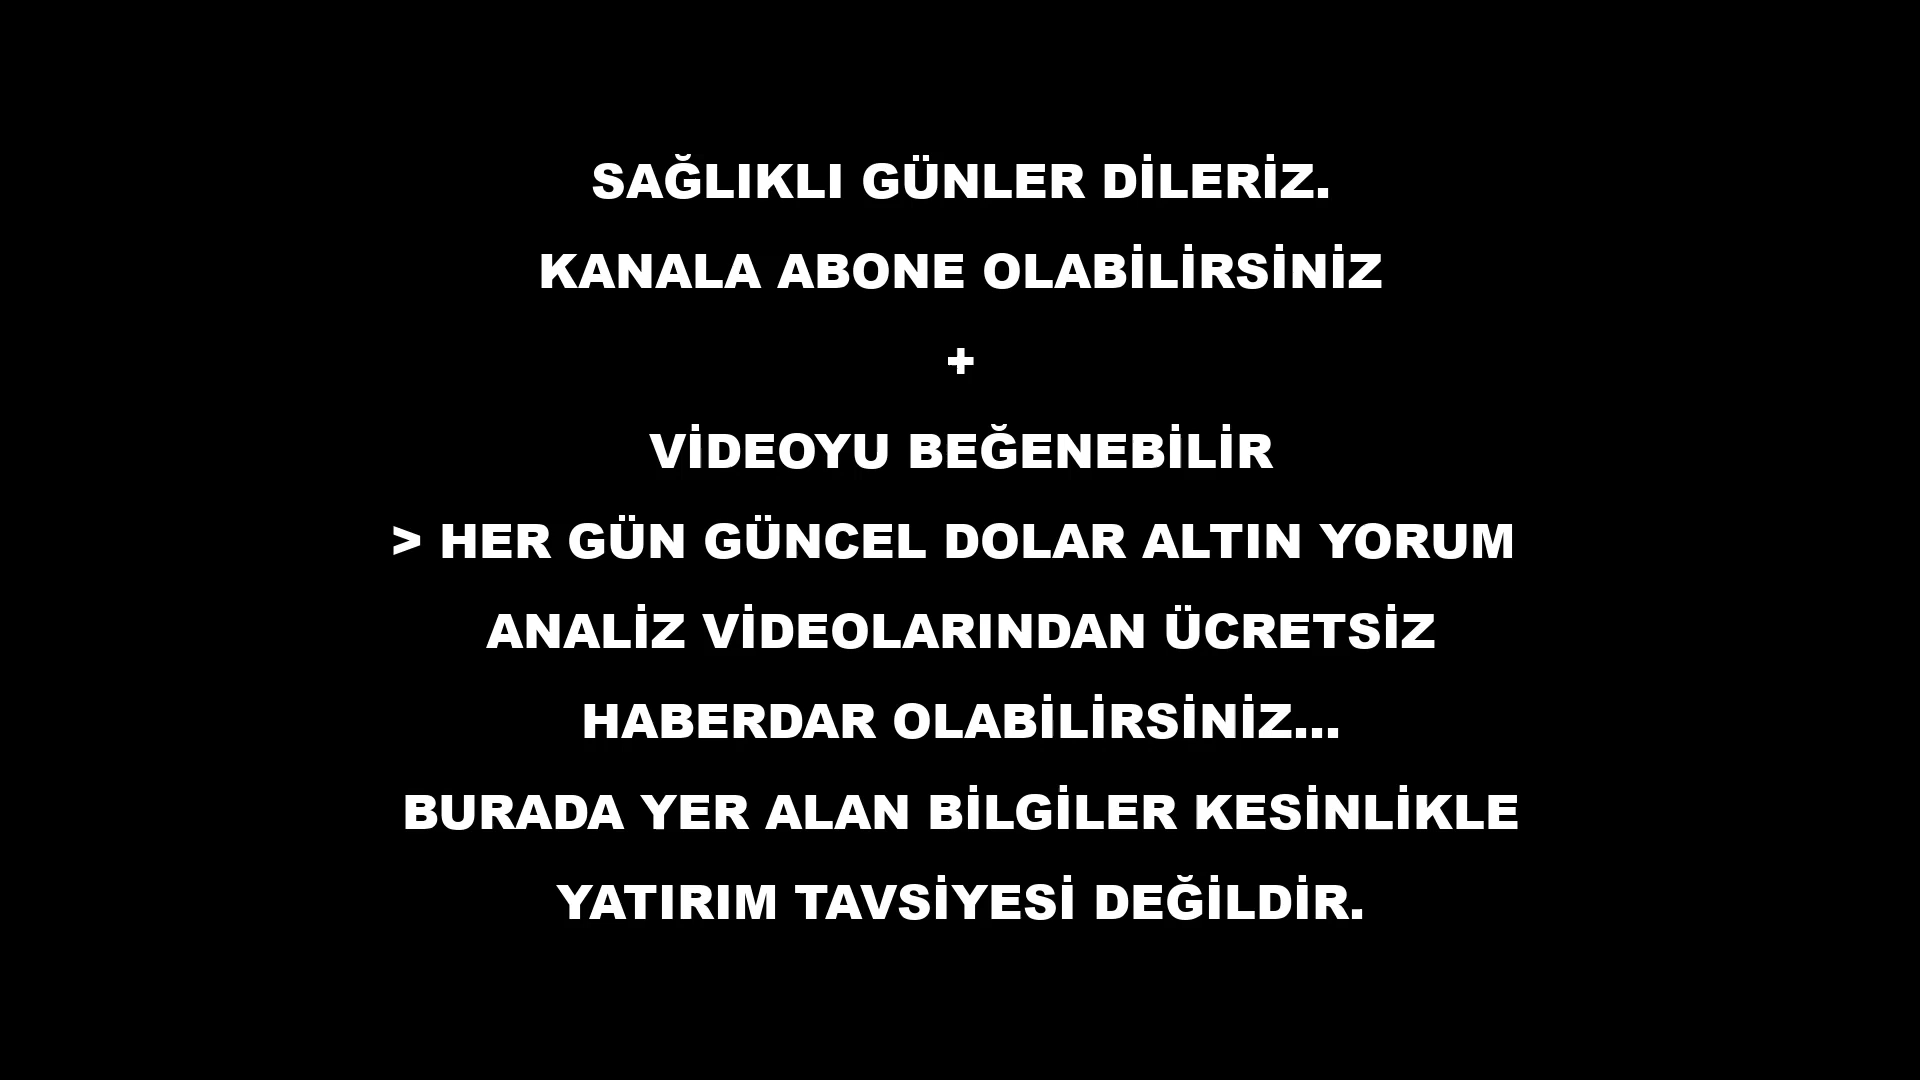 SAĞLIKLI GÜNLER DİLERİZ.
KANALA ABONE OLABİLİRSİNİZ
+
VİDEOYU BEĞENEBİLİR
> HER GÜN GÜNCEL DOLAR ALTIN YORUM
ANALİZ VİDEOLARINDAN ÜCRETSİZ
HABERDAR OLABİLİRSİNİZ...
BURADA YER ALAN BİLGİLER KESİNLİKLE
YATIRIM TAVSİYESİ DEĞİLDİR.